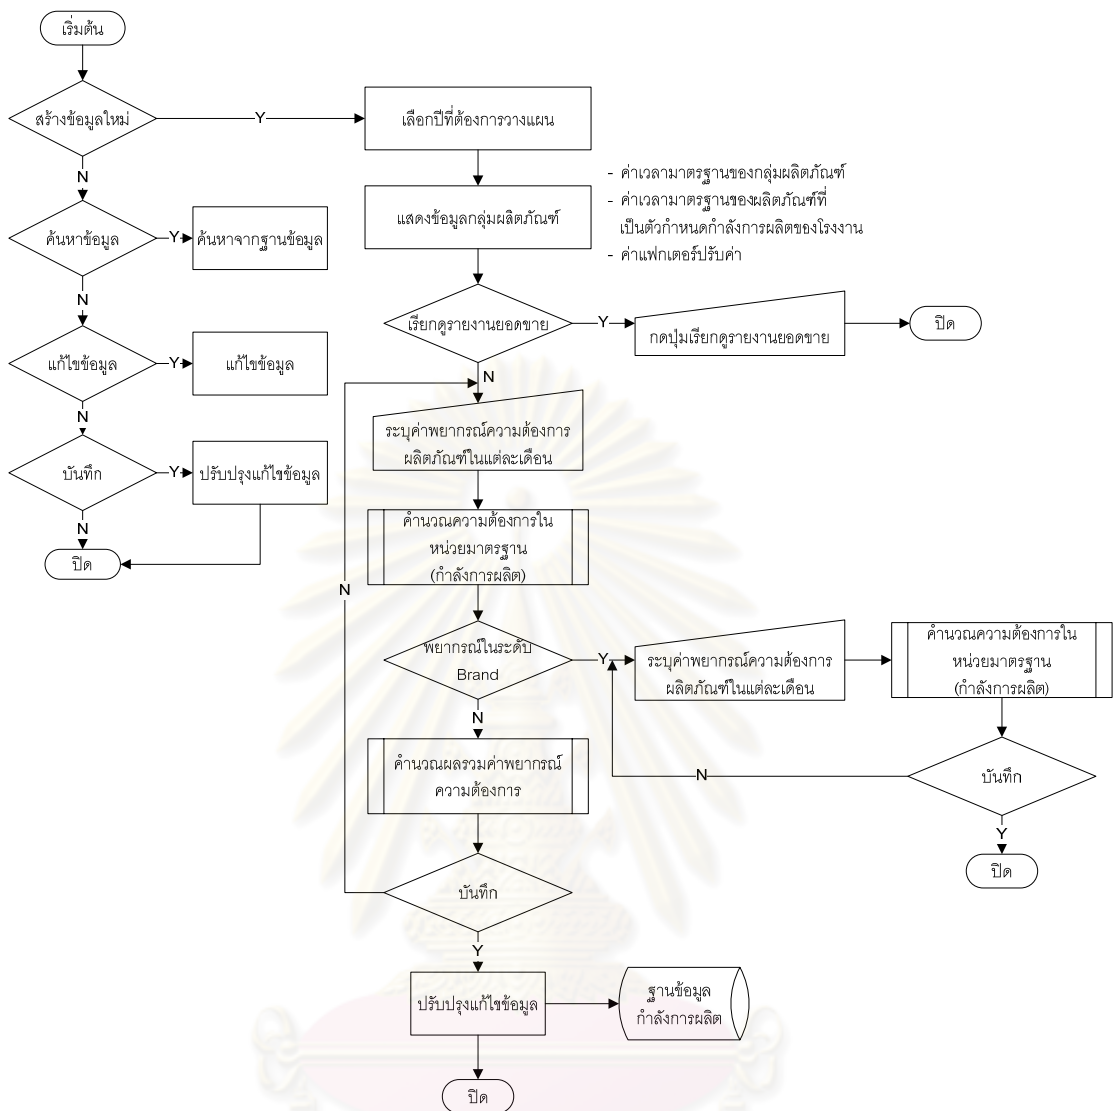 เริ่มต้น
สร้างข้อมูลใหม่
Y
เลือกปีที่ต้องการวางแผน
N
แสดงข้อมูลกลุ่มผลิตภัณฑ์
- ค่าเวลามาตรฐานของกลุ่มผลิตภัณฑ์
- ค่าเวลามาตรฐานของผลิตภัณฑ์ที่
เป็นตัวกำหนดกำลังการผลิตของโรงงาน
- ค่าแฟกเตอร์ปรับค่า
ค้นหาข้อมูล
Y
ค้นหาจากฐานข้อมูล
N
เรียกดูรายงานยอดขาย
Y
กดปุ่มเรียกดูรายงานยอดขาย
ปิด
แก้ไขข้อมูล
Y
แก้ไขข้อมูล
N
N
ระบุค่าพยากรณ์ความต้องการ
ผลิตภัณฑ์ในแต่ละเดือน
บันทึก
Y
ปรับปรุงแก้ไขข้อมูล
N
ปิด
คำนวณความต้องการใน
หน่วยมาตรฐาน
(กำลังการผลิต)
N
พยากรณ์ในระดับ
Brand
Y
ระบุค่าพยากรณ์ความต้องการ
ผลิตภัณฑ์ในแต่ละเดือน
คำนวณความต้องการใน
หน่วยมาตรฐาน
(กำลังการผลิต)
N
คำนวณผลรวมค่าพยากรณ์
ความต้องการ
N
บันทึก
Y
ปิด
บันทึก
Y
ปรับปรุงแก้ไขข้อมูล
ฐานข้อมูล
กำลังการผลิต
ปิด